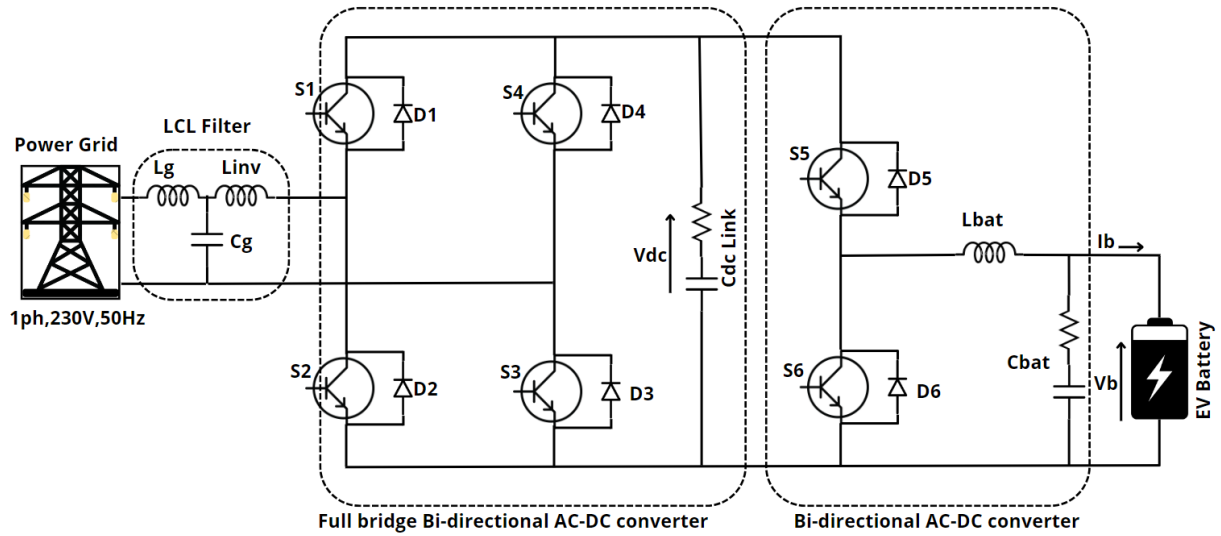 Power Grid
1ph,230V,50Hz
LCL Filter
Lg
Linv
Cg
S1
D1
S4
D4
S2
D2
S3
D3
Vdc
Cdc Link
Full bridge Bi-directional AC-DC converter
S5
D5
S6
D6
Lbat
Ib
Cbat
Vb
EV Battery
Bi-directional AC-DC converter